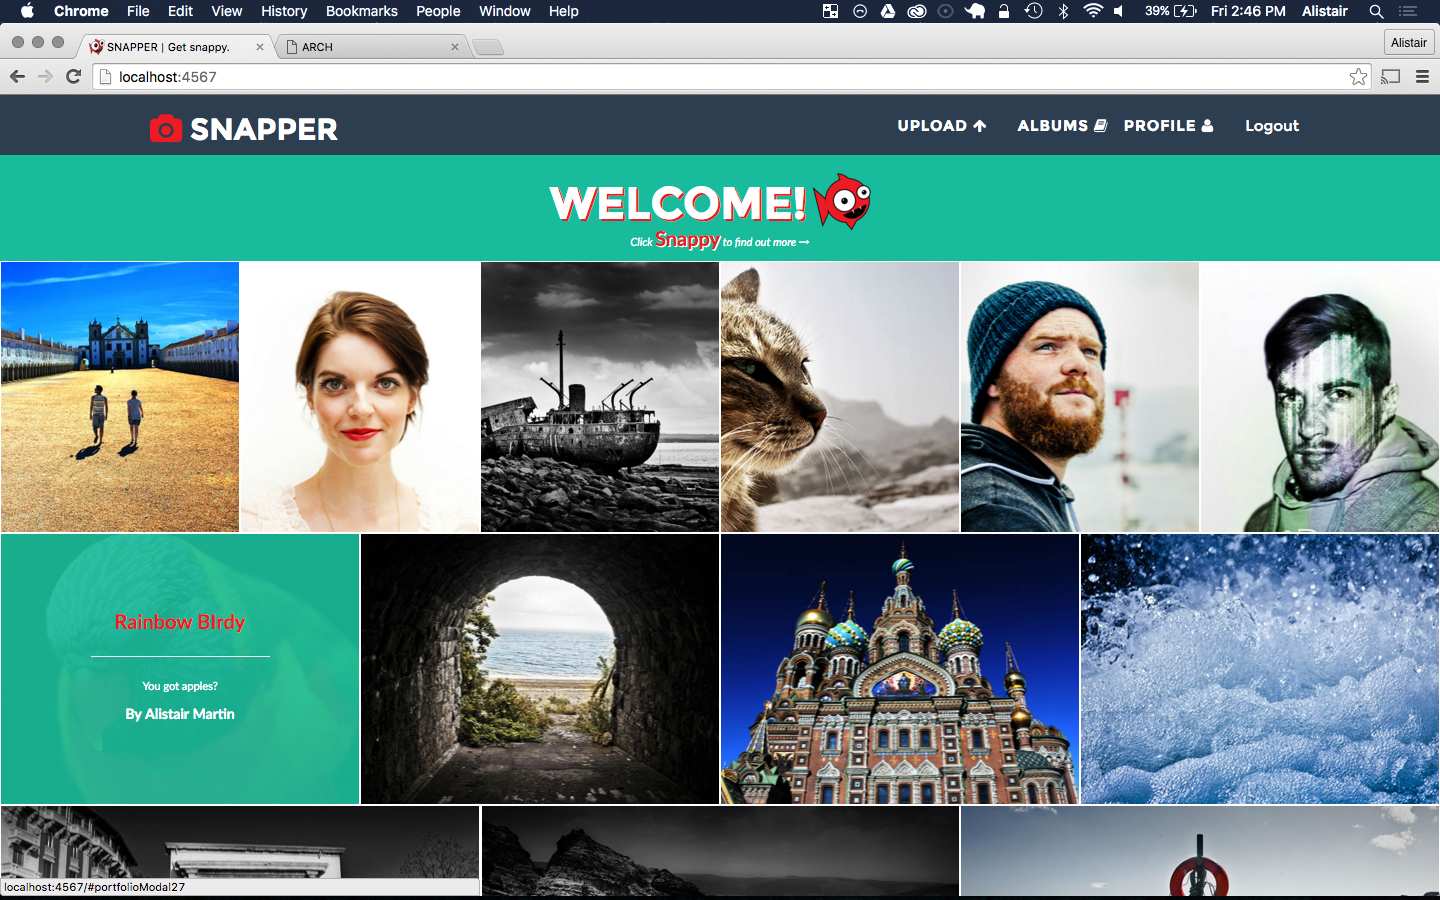 Chrome File Edit View History Bookmarks People Window Help 39% Fri 2:46 PM Alistair
SNAPPER | Get snappy. ARCH Alistair
localhost:4567
SNAPPER UPLOAD ALBUMS PROFILE Logout
WELCOME!
Click Snappy to find out more →
Rainbow BIrdy
You got apples?
By Alistair Martin
localhost:4567/#portfolioModal27